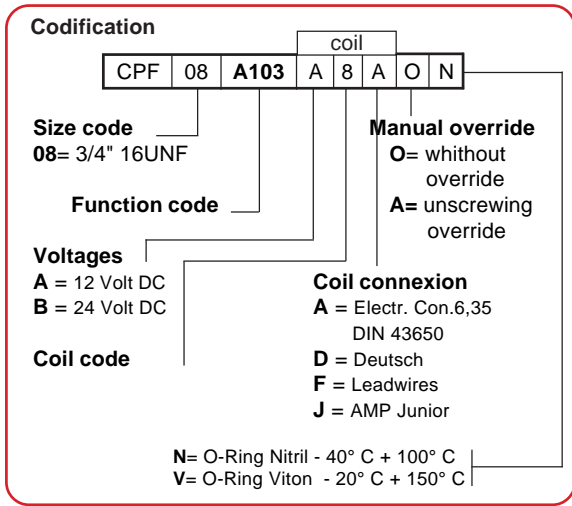 Codification
coil
CPF 08 A103 A 8 A O N
Size code
08= 3/4" 16UNF
Function code
Voltages
A = 12 Volt DC
B = 24 Volt DC
Coil code
Manual override
O= whithout
override
A= unscrewing
override
Coil connexion
A = Electr. Con.6,35
DIN 43650
D = Deutsch
F = Leadwires
J = AMP Junior
N= O-Ring Nitril - 40° C + 100° C
V= O-Ring Viton - 20° C + 150° C